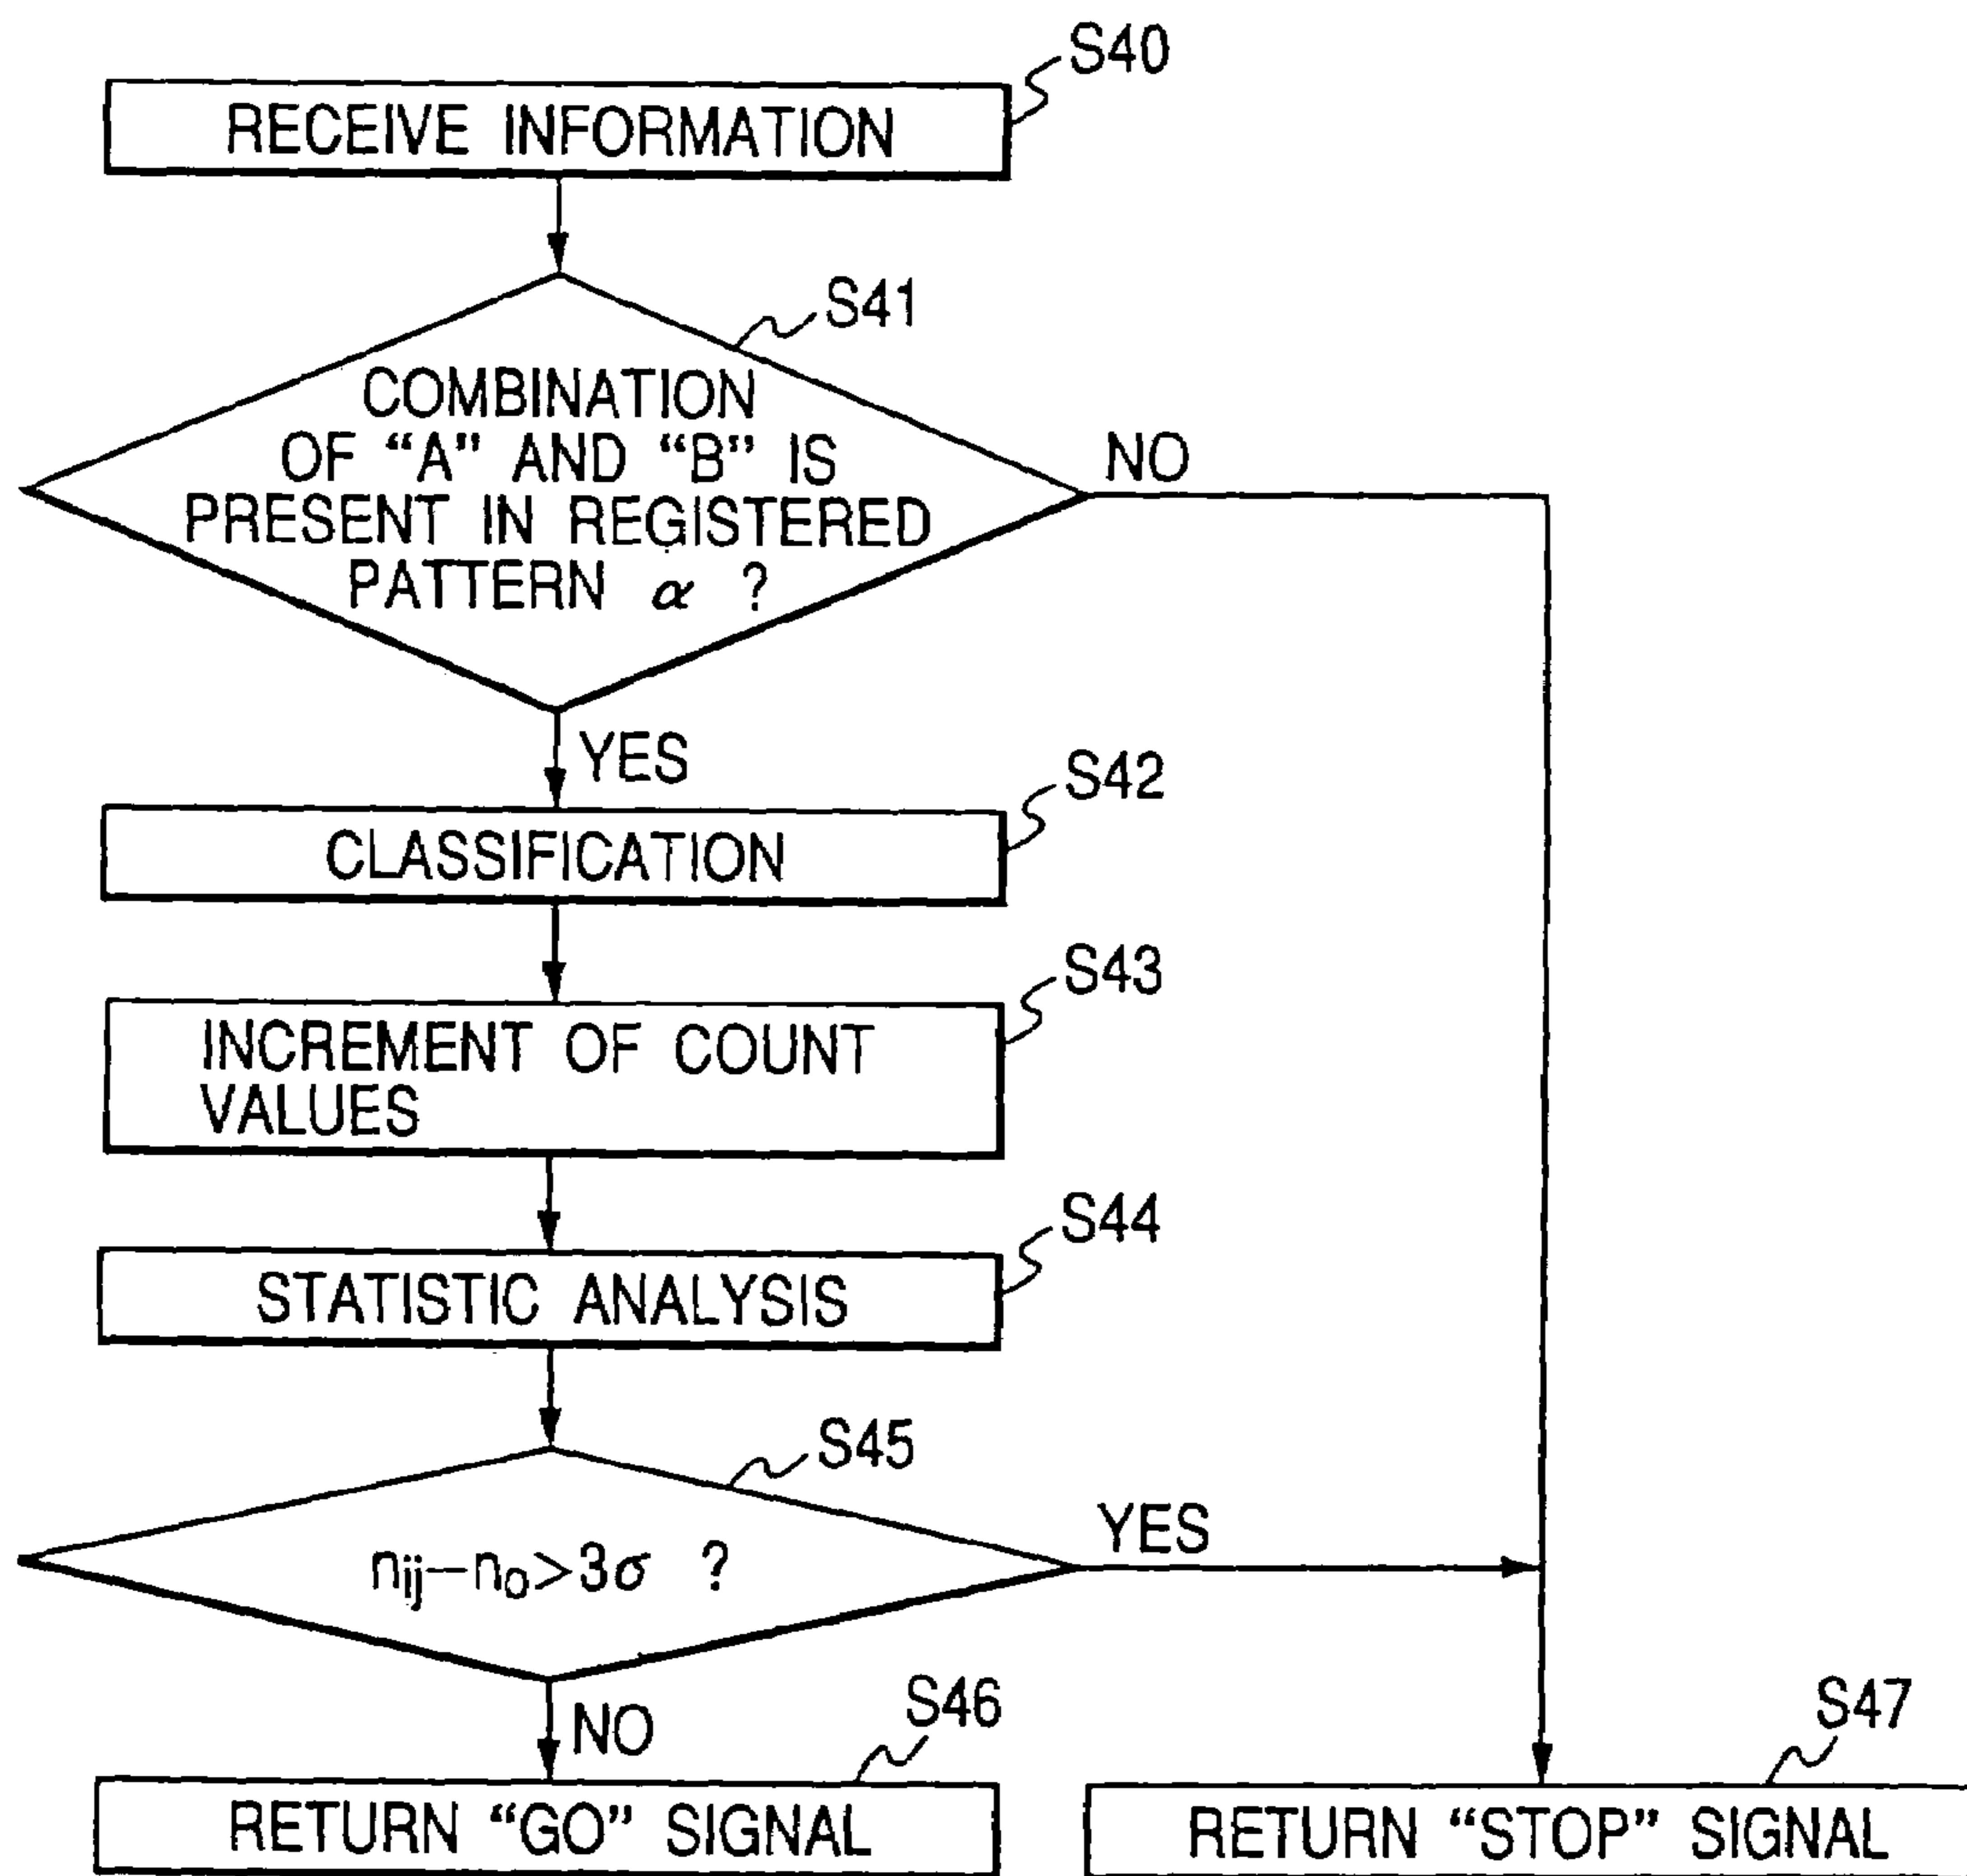 S40
RECEIVE INFORMATION
S41
COMBINATION
OF “A” AND “B” IS
PRESENT IN REGISTERED
PATTERN α ?
NO
YES
S42
CLASSIFICATION
S43
INCREMENT OF COUNT
VALUES
S44
STATISTIC ANALYSIS
S45
nij−n0>3σ ?
YES
NO
S46
RETURN “GO” SIGNAL
S47
RETURN “STOP” SIGNAL